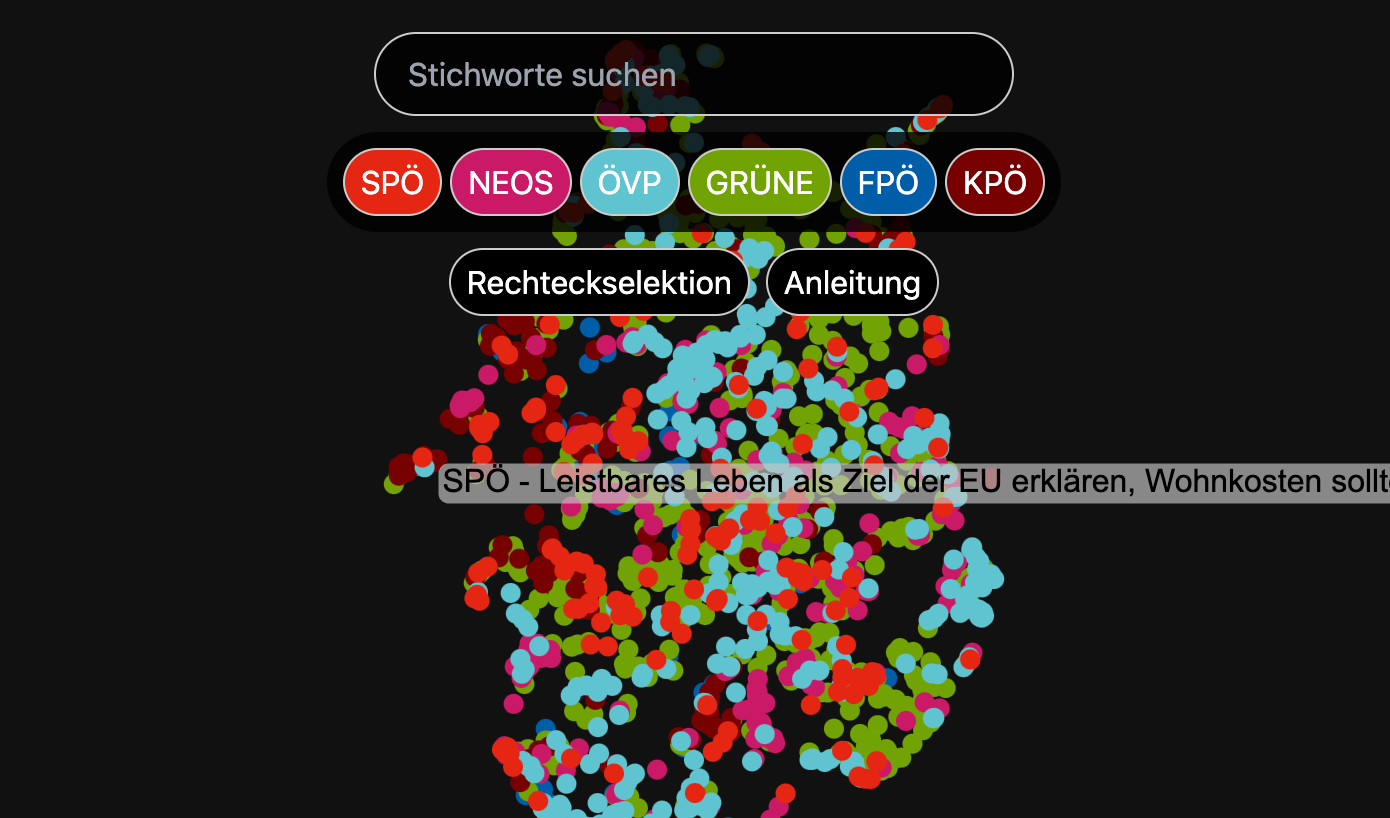 Stichworte suchen
SPÖ NEOS ÖVP GRÜNE FPÖ KPÖ
Rechteckselektion Anleitung
SPÖ - Leistbares Leben als Ziel der EU erklären, Wohnkosten sollte